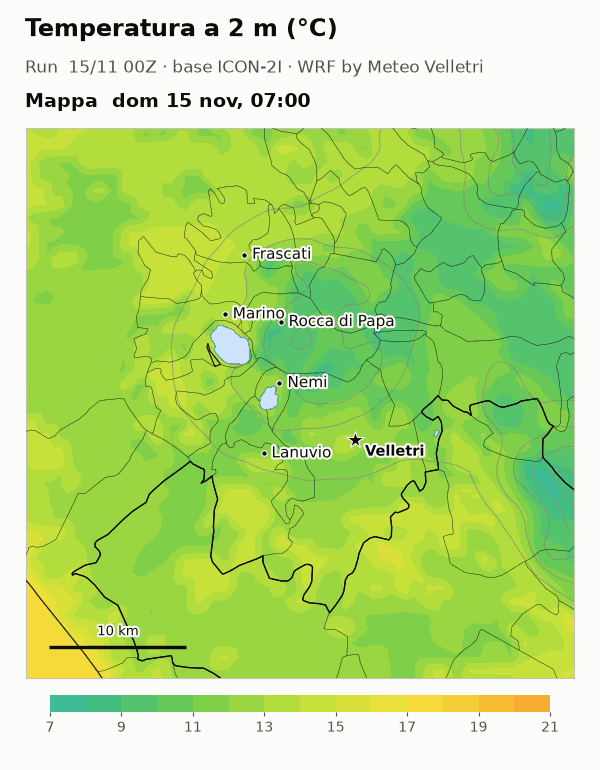 Temperatura a 2 m (°C)
Run  15/11 00Z · base ICON-2I · WRF by Meteo Velletri
Mappa  dom 15 nov, 07:00
Frascati
Marino
Rocca di Papa
Nemi
Velletri
Lanuvio
10 km
7 9 11 13 15 17 19 21